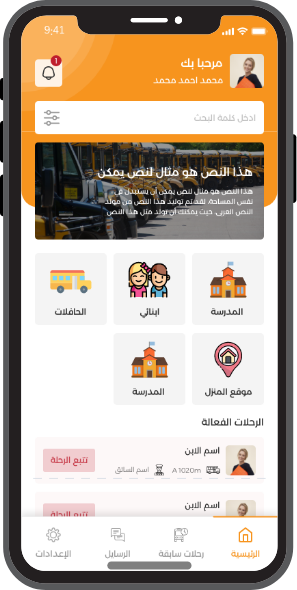 9:41
1
مرحبا بك
محمد احمد محمد
ادخل كلمة البحث
هذا النص هو مثال لنص يمكن
هذا النص هو مثال لنص يمكن أن يستبدل في
نفس المساحة، لقد تم توليد هذا النص من مولد
النص العربى، حيث يمكنك أن تولد مثل هذا النص
المدرسة
ابنائي
الحافلات
موقع المنزل
المدرسة
الرحلات الفعالة
اسم الابن
A 1020m
اسم السائق
تتبع الرحلة
اسم الابن
تتبع الرحلة
الرئيسية
رحلات سابقة
الرسايل
الإعدادات